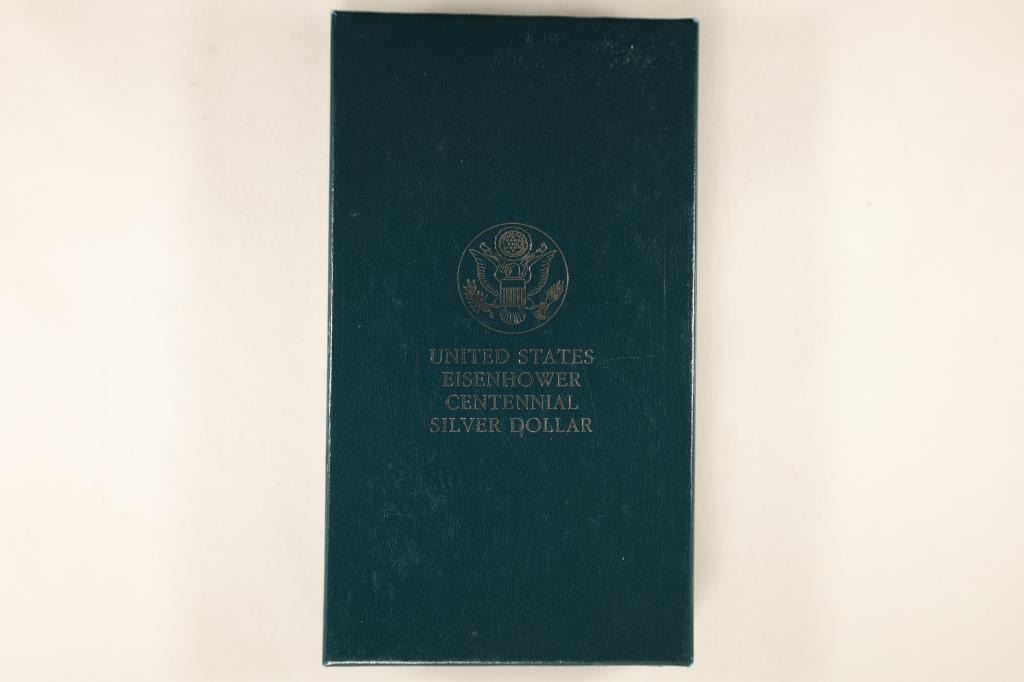 UNITED STATES
EISENHOWER
CENTENNIAL
SILVER DOLLAR